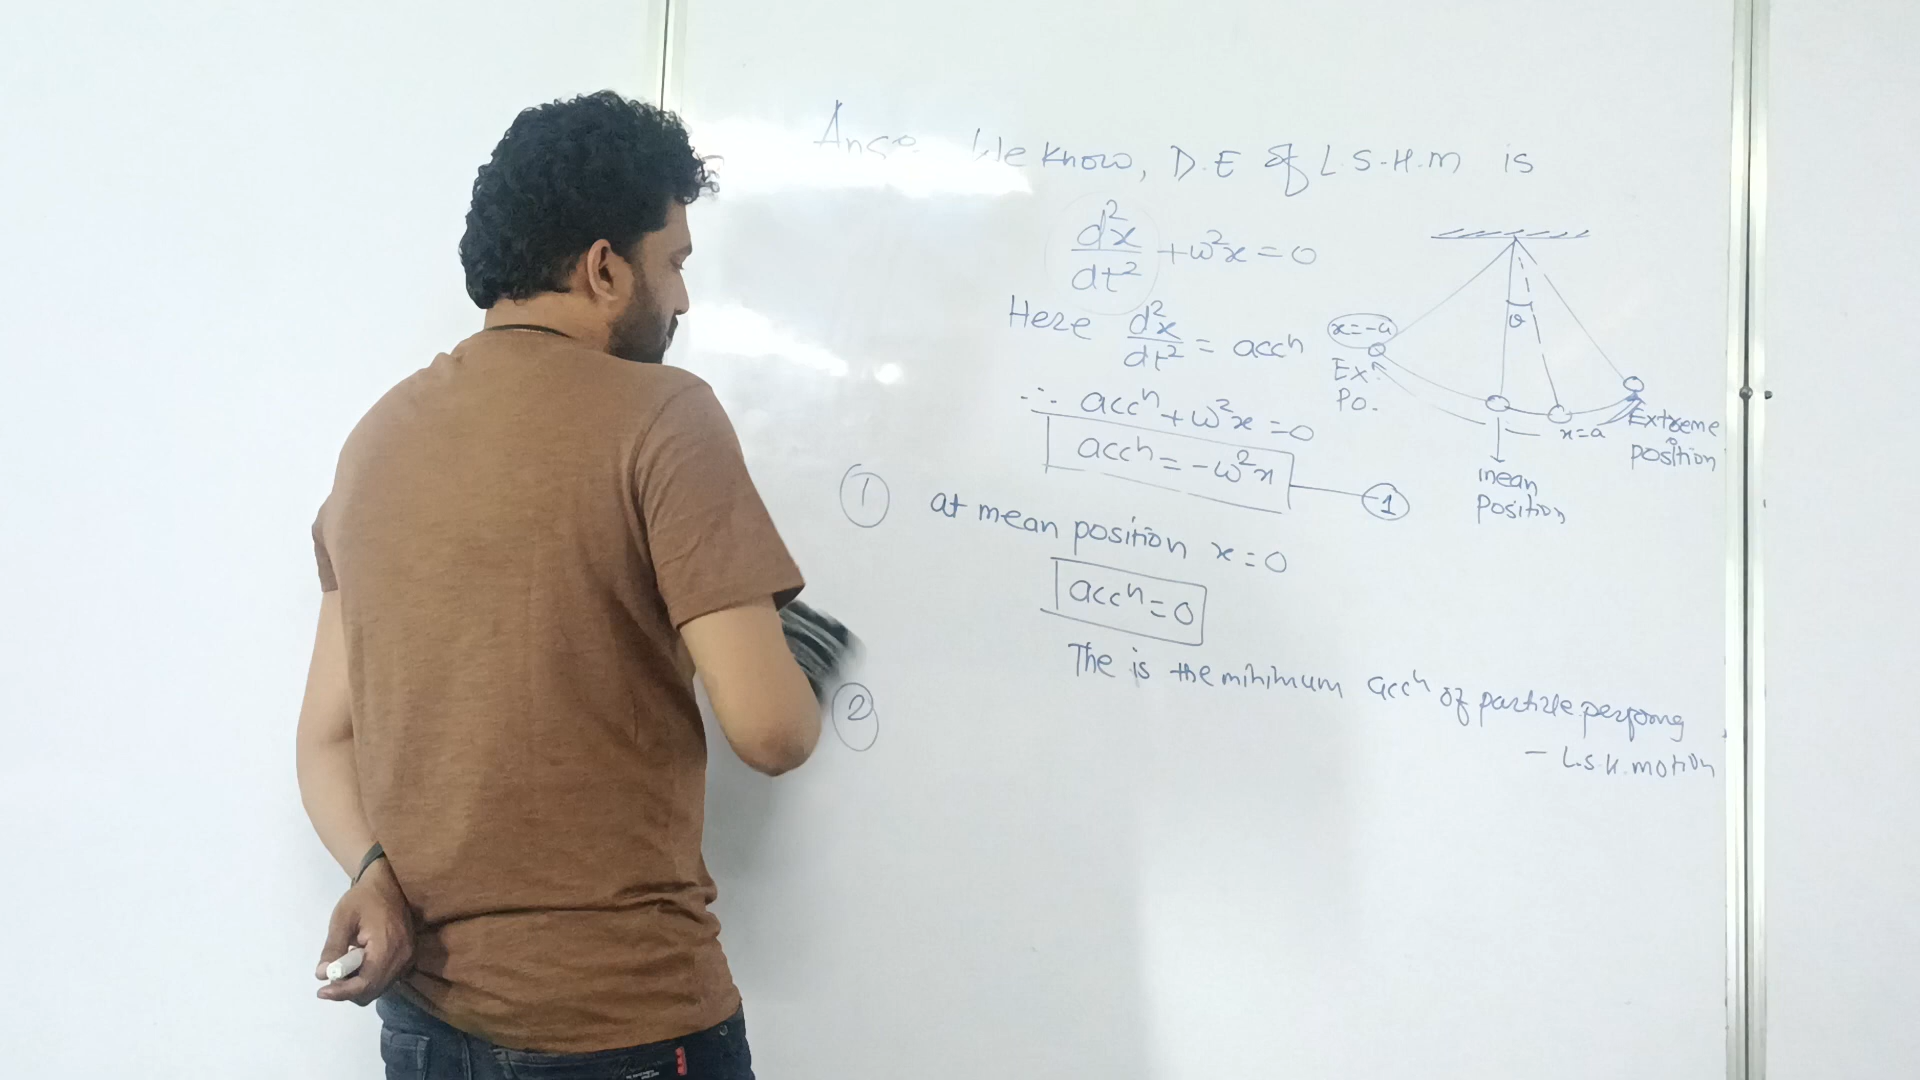 Ans: We know, D.E of L.S.H.M is
d²x/dt² + ω²x = 0
Here d²x/dt² = accⁿ
∴ accⁿ + ω²x = 0
accⁿ = -ω²x
1
x=-a
Ex.
Po.
θ
x=a
Extreme
position
mean
position
1 at mean position x=0
accⁿ=0
The is the minimum accⁿ of particle perfomg
- L.S.H. motion
2